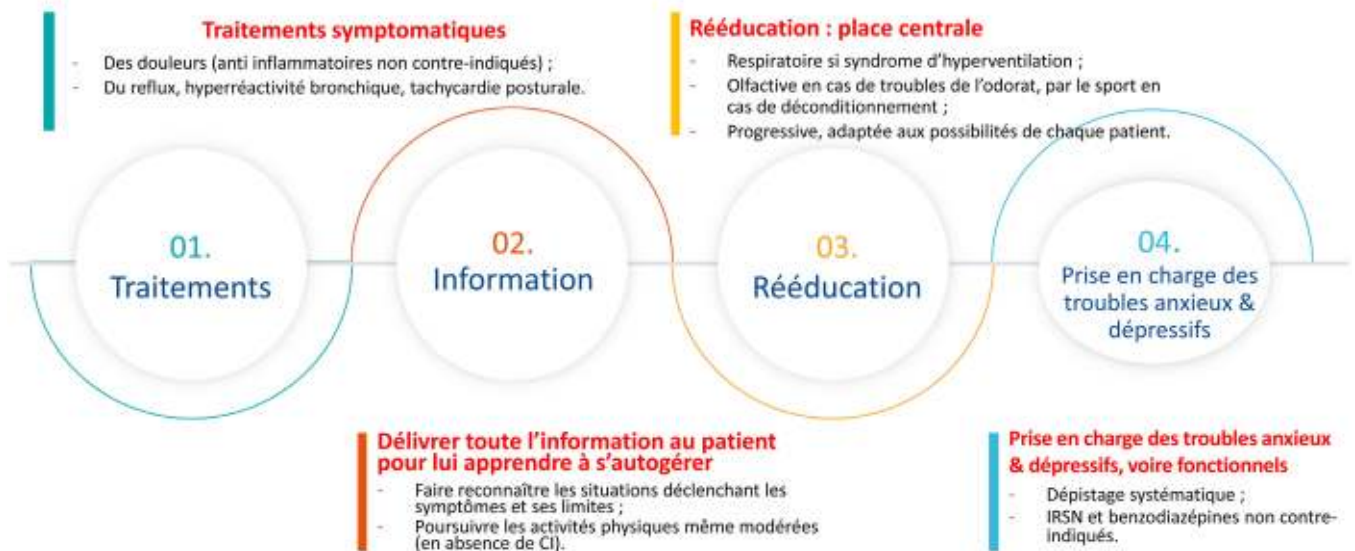 Traitements symptomatiques
- Des douleurs (anti inflammatoires non contre-indiqués) ;
- Du reflux, hyperréactivité bronchique, tachycardie posturale.
Rééducation : place centrale
- Respiratoire si syndrome d'hyperventilation ;
- Olfactive en cas de troubles de l'odorat, par le sport en
cas de déconditionnement ;
- Progressive, adaptée aux possibilités de chaque patient.
01.
Traitements
02.
Information
03.
Rééducation
04.
Prise en charge des
troubles anxieux &
dépressifs
Délivrer toute l'information au patient
pour lui apprendre à s'autogérer
- Faire reconnaître les situations déclenchant les
symptômes et ses limites ;
- Poursuivre les activités physiques même modérées
(en absence de CI).
Prise en charge des troubles anxieux
& dépressifs, voire fonctionnels
- Dépistage systématique ;
- IRSN et benzodiazépines non contre-
indiqués.